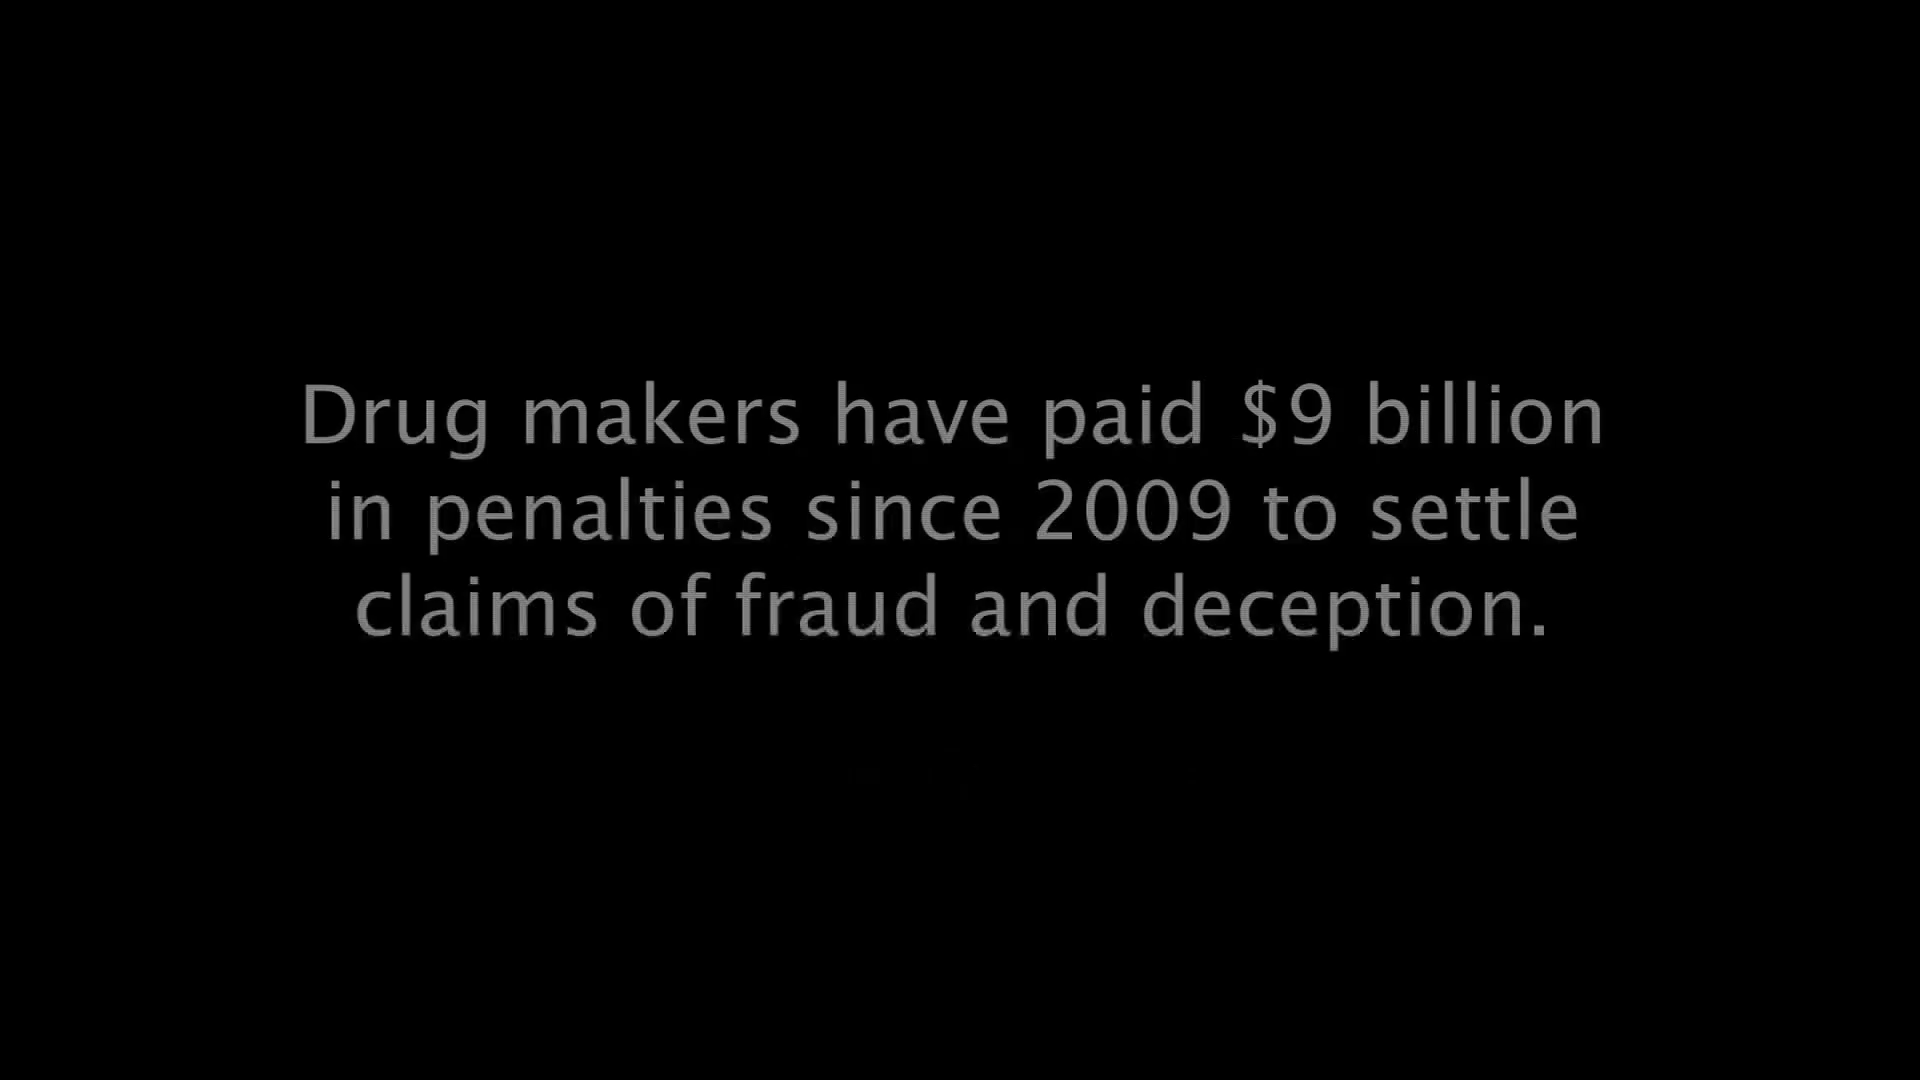 Drug makers have paid $9 billion
in penalties since 2009 to settle
claims of fraud and deception.